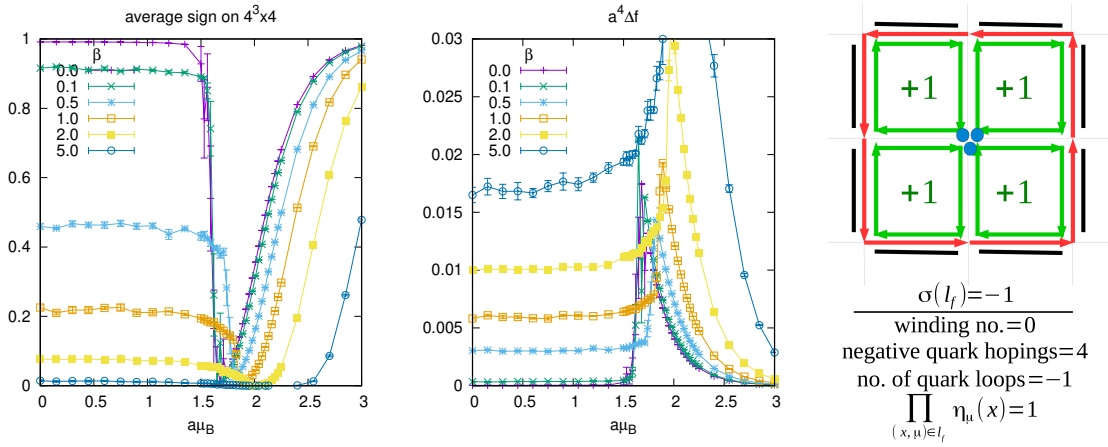 average sign on 4³x4
1
0.8
0.6
0.4
0.2
0
0 0.5 1 1.5 2 2.5 3
aμ_B
β
0.0
0.1
0.5
1.0
2.0
5.0
a⁴Δf
0.03
0.025
0.02
0.015
0.01
0.005
0
0 0.5 1 1.5 2 2.5 3
aμ_B
β
0.0
0.1
0.5
1.0
2.0
5.0
+1 +1
+1 +1
σ(l_f)=−1
winding no.=0
negative quark hopings=4
no. of quark loops=−1
∏ η_μ(x)=1
(x,μ)∈l_f